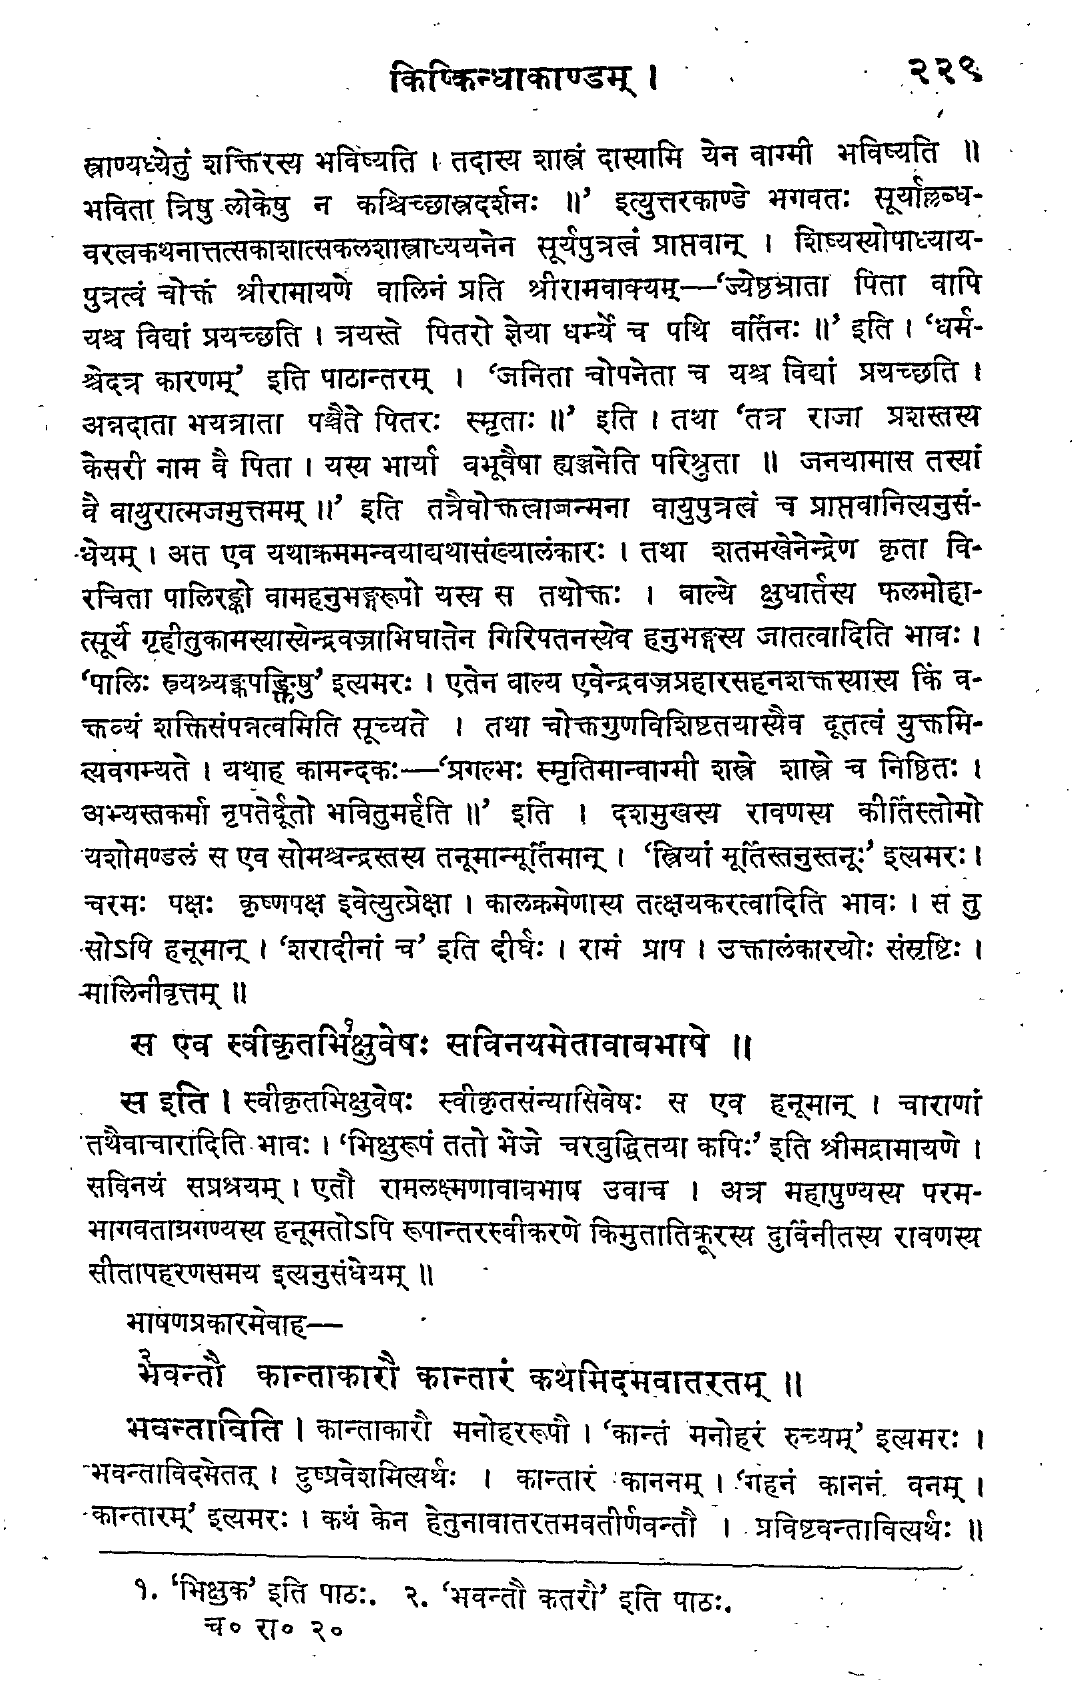 किष्किन्धाकाण्डम् । २२९
स्त्राण्यध्येतुं शक्तिरस्य भविष्यति । तदास्य शास्त्रं दास्यामि येन वाग्मी भविष्यति ॥
भविता त्रिषु लोकेषु न कश्चिच्छास्त्रदर्शनः ॥’ इत्युत्तरकाण्डे भगवतः सूर्याल्लब्ध-
वरत्वकथनात्तत्सकाशात्सकलशास्त्राध्ययनेन सूर्यपुत्रत्वं प्राप्तवान् । शिष्यस्योपाध्याय-
पुत्रत्वं चोक्तं श्रीरामायणे वालिनं प्रति श्रीरामवाक्यम्—‘ज्येष्ठभ्राता पिता वापि
यश्च विद्यां प्रयच्छति । त्रयस्ते पितरो ज्ञेया धर्म्ये च पथि वर्तिनः ॥’ इति । ‘धर्म-
श्चेदत्र कारणम्’ इति पाठान्तरम् । ‘जनिता चोपनेता च यश्च विद्यां प्रयच्छति ।
अन्नदाता भयत्राता पञ्चैते पितरः स्मृताः ॥’ इति । तथा ‘तत्र राजा प्रशस्तस्य
केसरी नाम वै पिता । यस्य भार्या बभूवैषा ह्यञ्जनेति परिश्रुता ॥ जनयामास तस्यां
वै वायुरात्मजमुत्तमम् ॥’ इति तत्रैवोक्तत्वाज्जन्मना वायुपुत्रत्वं च प्राप्तवानित्यनुसं-
धेयम् । अत एव यथाक्रममन्वयाद्यथासंख्यालंकारः । तथा शतमखेनेन्द्रेण कृता वि-
रचिता पालिरङ्को वामहनुभङ्गरूपो यस्य स तथोक्तः । बाल्ये क्षुधार्तस्य फलमोहा-
त्सूर्यं गृहीतुकामस्यास्येन्द्रवज्राभिघातेन गिरिपतनस्येव हनुभङ्गस्य जातत्वादिति भावः ।
‘पालिः स्त्र्यश्र्यङ्कपङ्क्तिषु’ इत्यमरः । एतेन बाल्य एवेन्द्रवज्रप्रहारसहनशक्तस्यास्य किं व-
क्तव्यं शक्तिसंपन्नत्वमिति सूच्यते । तथा चोक्तगुणविशिष्टतयास्यैव दूतत्वं युक्तमि-
त्यवगम्यते । यथाह कामन्दकः—‘प्रगल्भः स्मृतिमान्वाग्मी शस्त्रे शास्त्रे च निष्ठितः ।
अभ्यस्तकर्मा नृपतेर्दूतो भवितुमर्हति ॥’ इति । दशमुखस्य रावणस्य कीर्तिस्तोमो
यशोमण्डलं स एव सोमश्चन्द्रस्तस्य तनूमान्मूर्तिमान् । ‘स्त्रियां मूर्तिस्तनुस्तनूः’ इत्यमरः ।
चरमः पक्षः कृष्णपक्ष इवेत्युत्प्रेक्षा । कालक्रमेणास्य तत्क्षयकरत्वादिति भावः । स तु
सोऽपि हनूमान् । ‘शरादीनां च’ इति दीर्घः । रामं प्राप । उक्तालंकारयोः संसृष्टिः ।
मालिनीवृत्तम् ॥
स एव स्वीकृतभिक्षुवेषः१ सविनयमेतावाबभाषे ॥
स इति । स्वीकृतभिक्षुवेषः स्वीकृतसंन्यासिवेषः स एव हनूमान् । चाराणां
तथैवाचारादिति भावः । ‘भिक्षुरूपं ततो भेजे चरबुद्धितया कपिः’ इति श्रीमद्रामायणे ।
सविनयं सप्रश्रयम् । एतौ रामलक्ष्मणावाबभाष उवाच । अत्र महापुण्यस्य परम-
भागवताग्रगण्यस्य हनूमतोऽपि रूपान्तरस्वीकरणे किमुतातिक्रूरस्य दुर्विनीतस्य रावणस्य
सीतापहरणसमय इत्यनुसंधेयम् ॥
भाषणप्रकारमेवाह—
२भवन्तौ कान्ताकारौ कान्तारं कथमिदमवातरतम् ॥
भवन्ताविति । कान्ताकारौ मनोहररूपौ । ‘कान्तं मनोहरं रुच्यम्’ इत्यमरः ।
भवन्ताविदमेतत् । दुष्प्रवेशमित्यर्थः । कान्तारं काननम् । ‘गहनं काननं वनम् ।
कान्तारम्’ इत्यमरः । कथं केन हेतुनावातरतमवतीर्णवन्तौ । प्रविष्टवन्तावित्यर्थः ॥
१. ‘भिक्षुक’ इति पाठः. २. ‘भवन्तौ कतरौ’ इति पाठः.
च० रा० २०